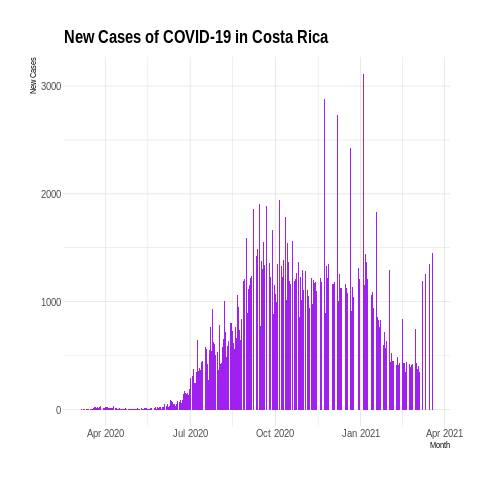 New Cases of COVID-19 in Costa Rica
New Cases
3000
2000
1000
0
Apr 2020 Jul 2020 Oct 2020 Jan 2021 Apr 2021
Month